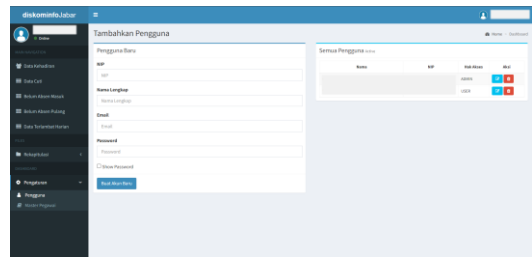 diskominfo.Jabar
Online
Data Kehadiran
Data Cuti
Belum Absen Masuk
Belum Absen Pulang
Data Terlambat Harian
Rekapitulasi
Pengaturan
Pengguna
Master Pegawai
Tambahkan Pengguna
Home > Dashboard
Pengguna Baru
NIP
NIP
Nama Lengkap
Nama Lengkap
Email
Email
Password
Password
Show Password
Buat Akun Baru
Semua Pengguna
Nama NIP Hak Akses
ADMIN
USER